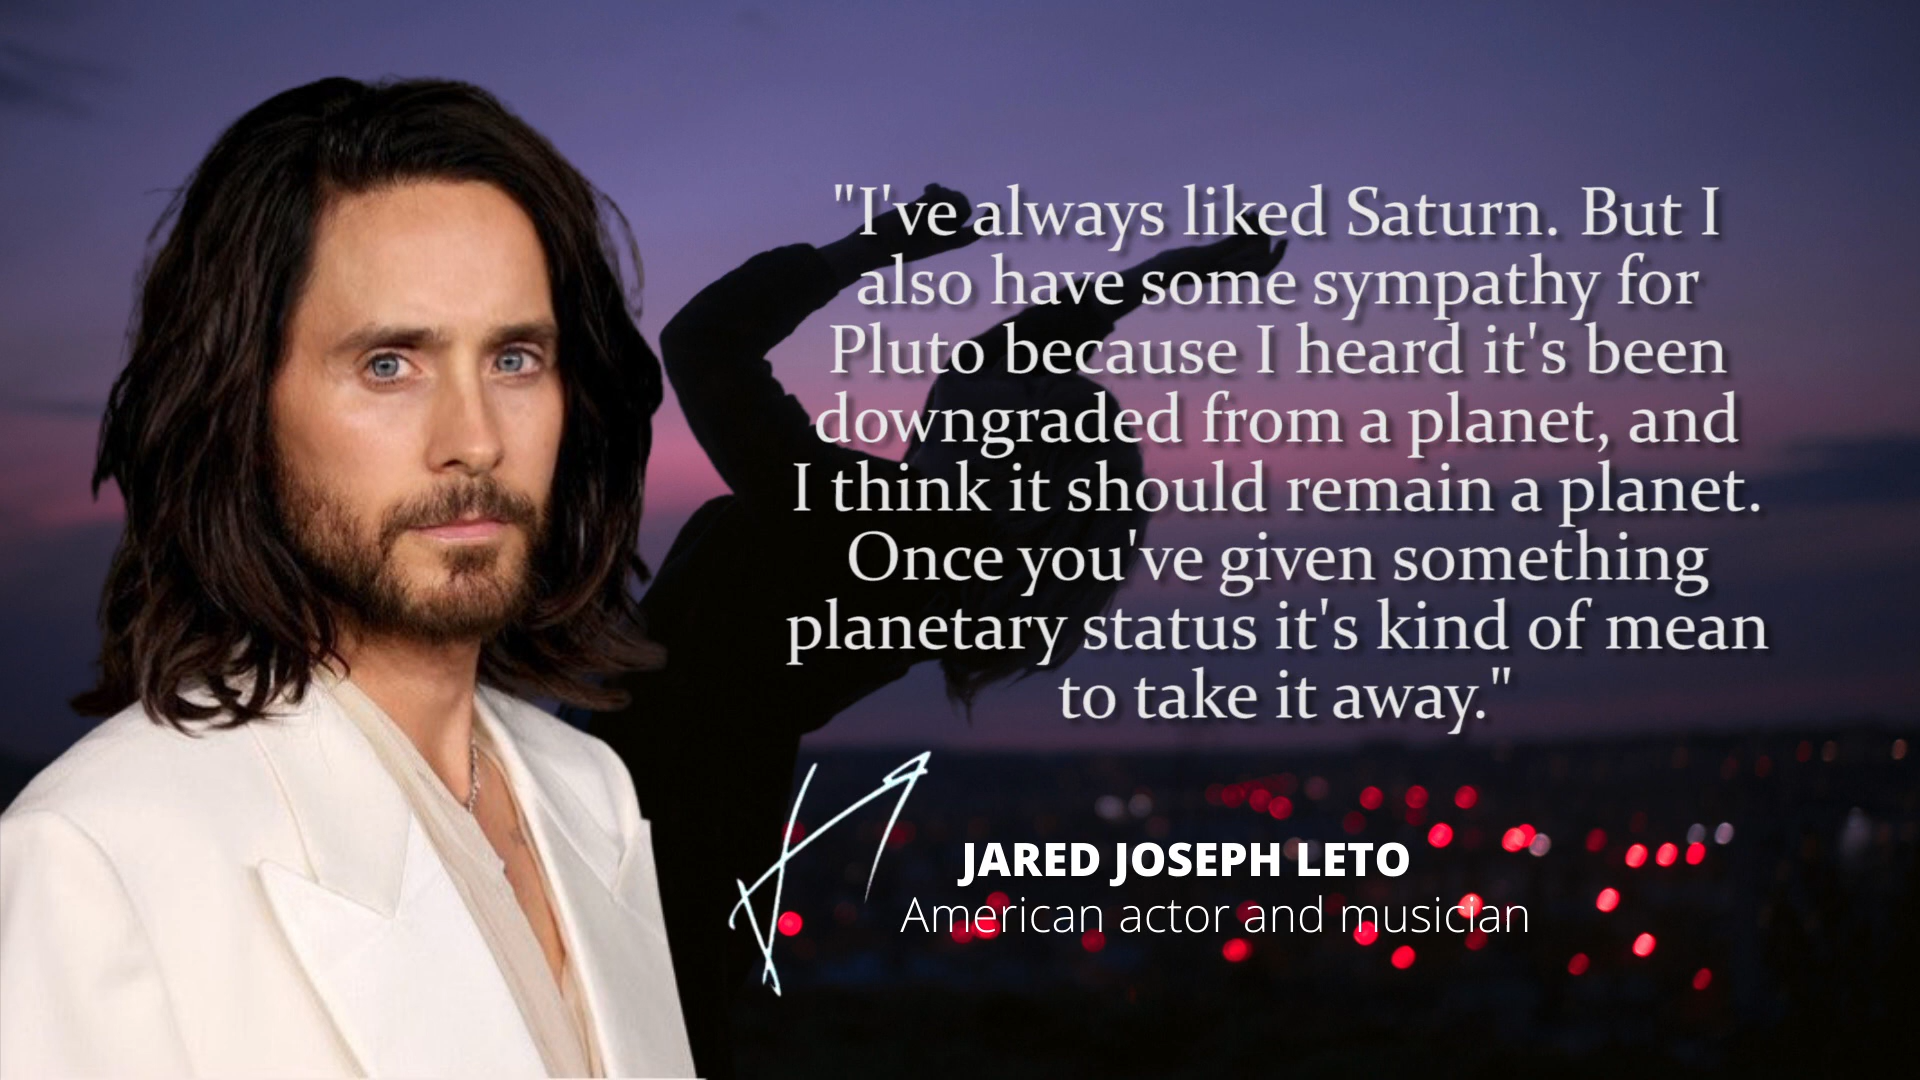 "I've always liked Saturn. But I
also have some sympathy for
Pluto because I heard it's been
downgraded from a planet, and
I think it should remain a planet.
Once you've given something
planetary status it's kind of mean
to take it away."
JARED JOSEPH LETO
American actor and musician